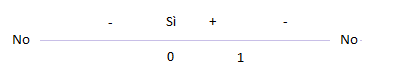 - Sì + -
No No
0 1